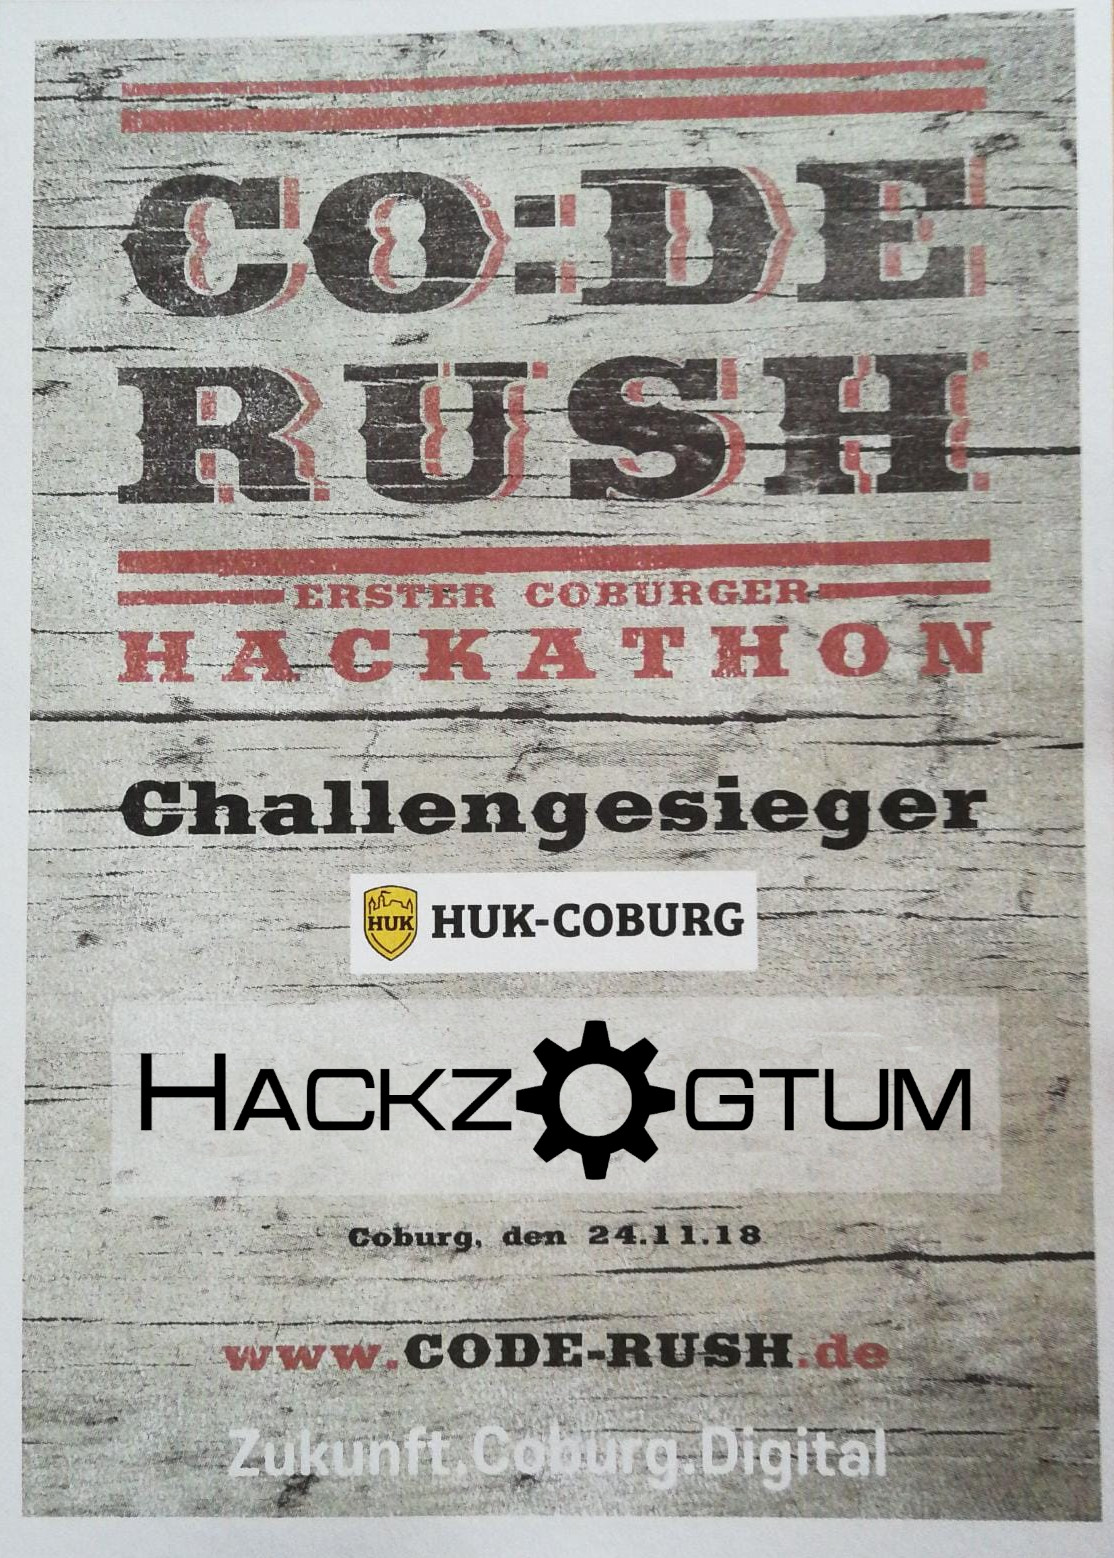 CO:DE
RUSH
ERSTER COBURGER
HACKATHON
Challengesieger
HUK HUK-COBURG
HACKZOGTUM
Coburg, den 24.11.18
www.CODE-RUSH.de
Zukunft.Coburg.Digital